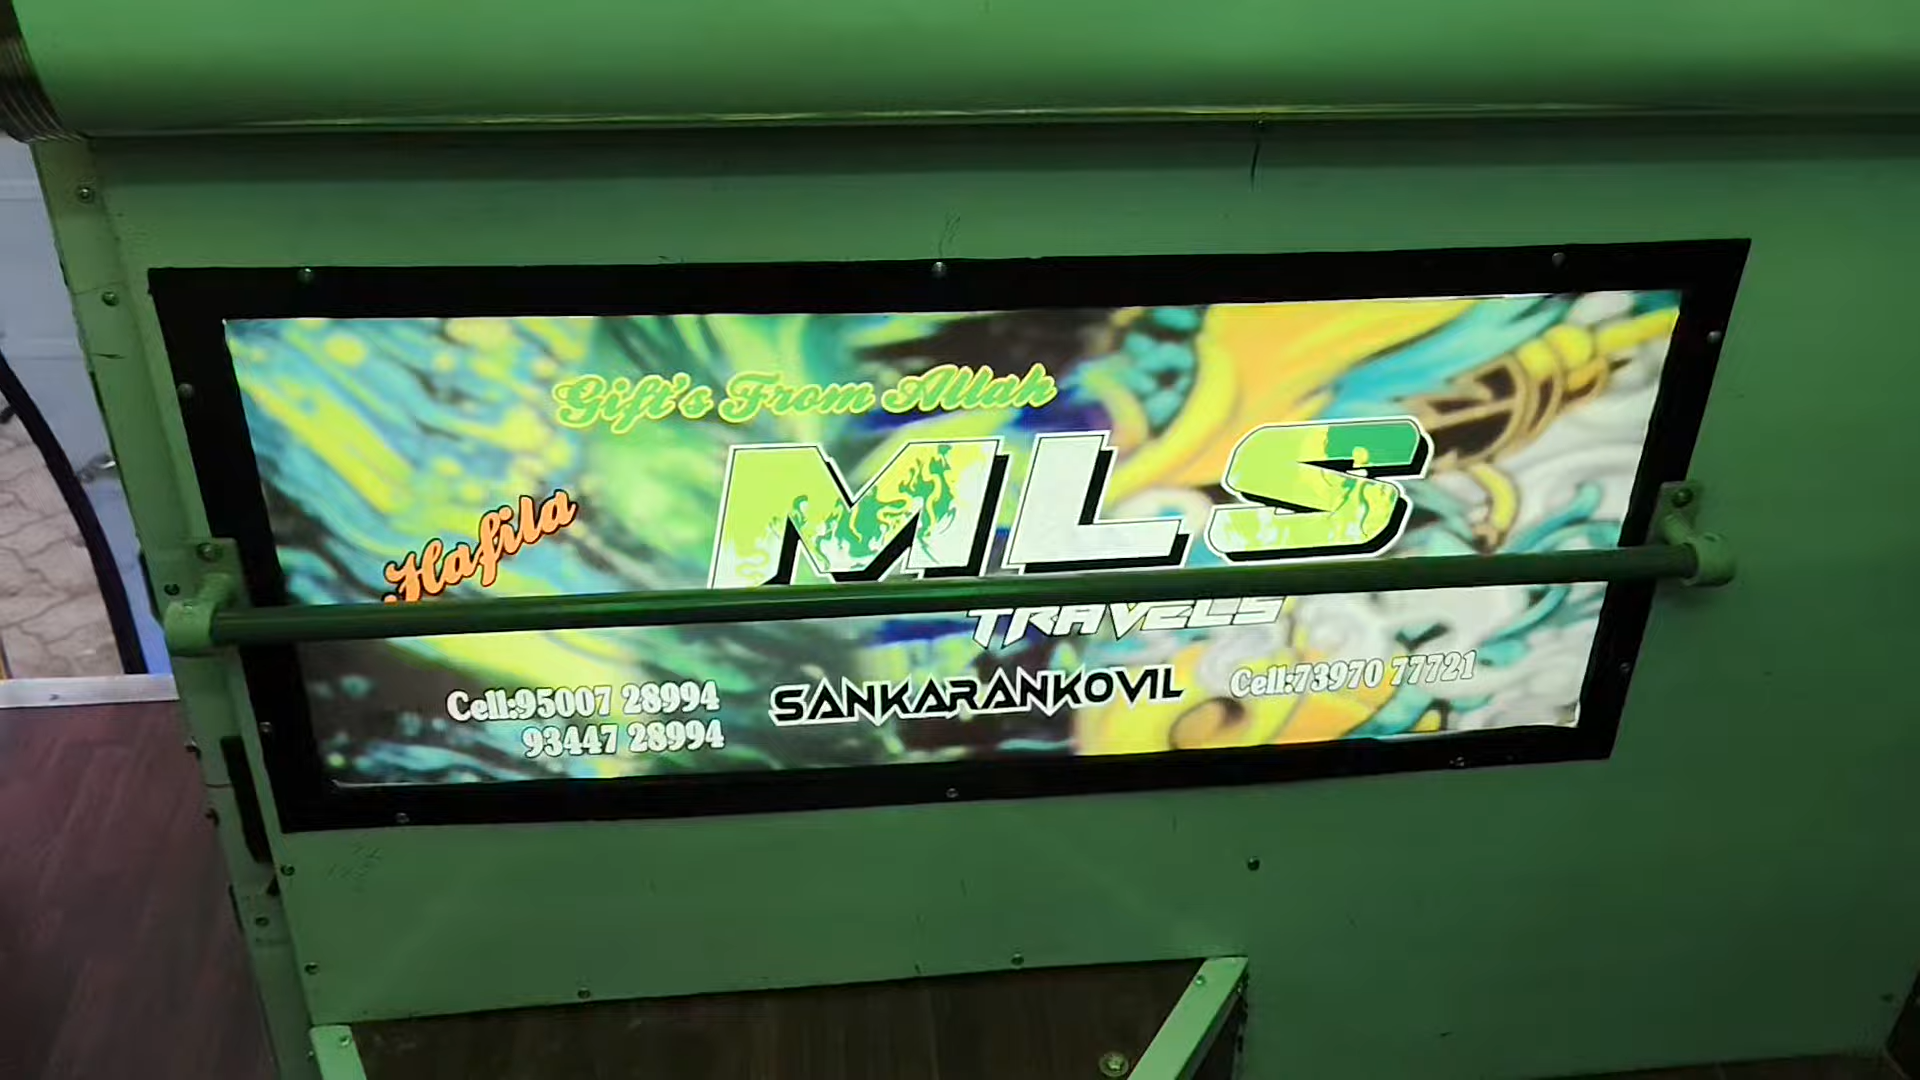 Gift's From Allah
MLS
Hafila
TRAVELS
SANKARANKOVIL
Cell:73970 77721
Cell:95007 28994
93447 28994